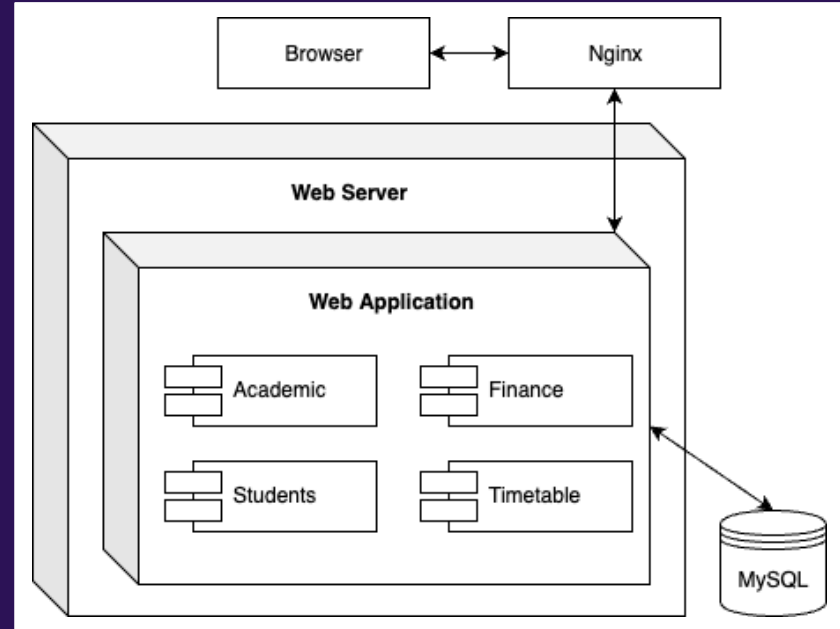 Browser
Nginx
Web Server
Web Application
Academic
Finance
Students
Timetable
MySQL